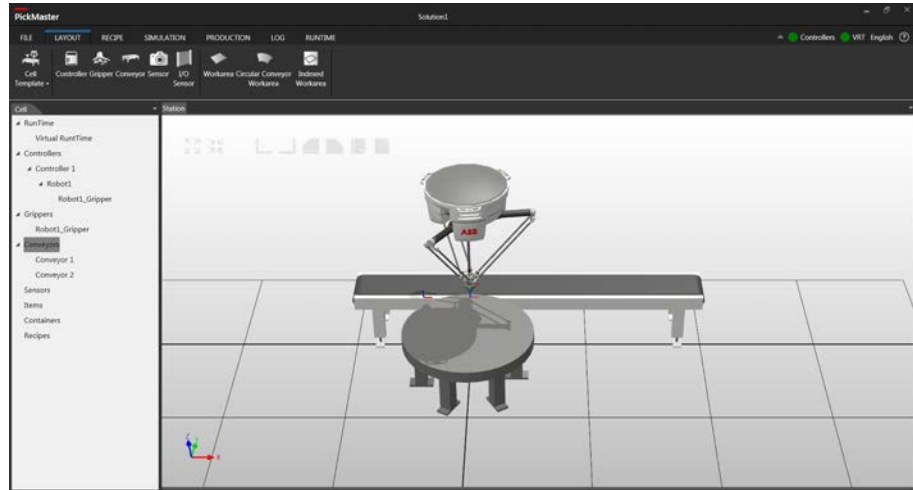 PickMaster
Solution1
FILE LAYOUT RECIPE SIMULATION PRODUCTION LOG RUNTIME
Controllers VRT English
Cell Template
Controller
Gripper
Conveyor
Sensor
I/O Sensor
Workarea
Circular Conveyor Workarea
Indexed Workarea
Cell
Station
RunTime
Virtual RuntTime
Controllers
Controller 1
Robot1
Robot1_Gripper
Grippers
Robot1_Gripper
Conveyors
Conveyor 1
Conveyor 2
Sensors
Items
Containers
Recipes
ABB
Z
Y
X